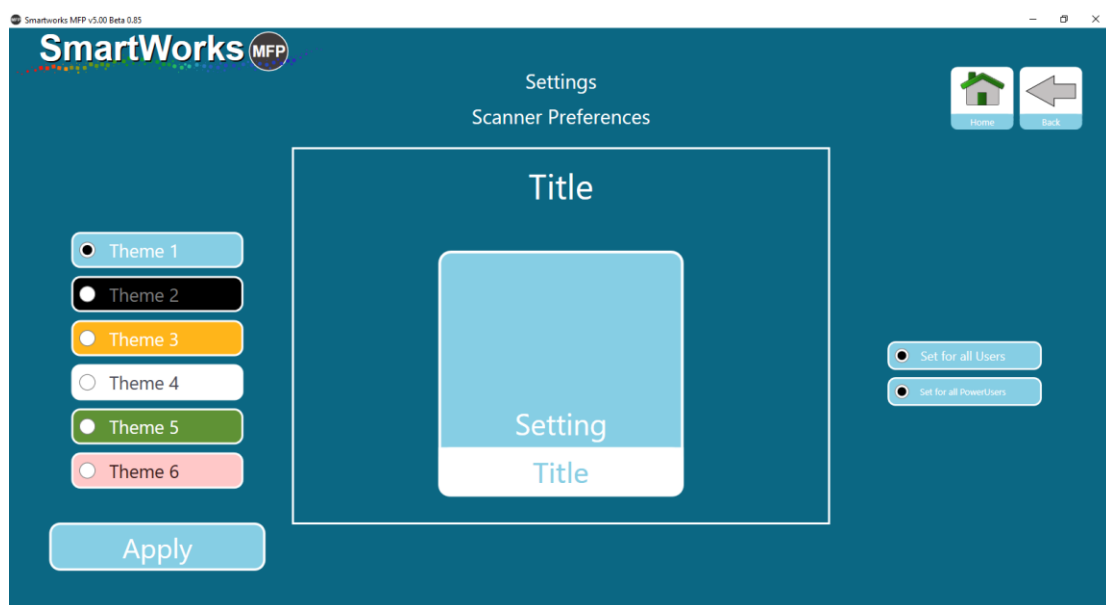 Smartworks MFP v5.00 Beta 0.85
SmartWorks MFP
Settings
Scanner Preferences
Home
Back
Title
Theme 1
Theme 2
Theme 3
Theme 4
Theme 5
Theme 6
Apply
Setting
Title
Set for all Users
Set for all PowerUsers